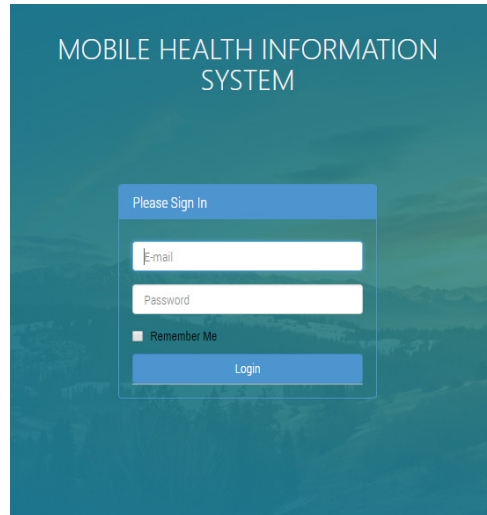 MOBILE HEALTH INFORMATION
SYSTEM
Please Sign In
E-mail
Password
Remember Me
Login